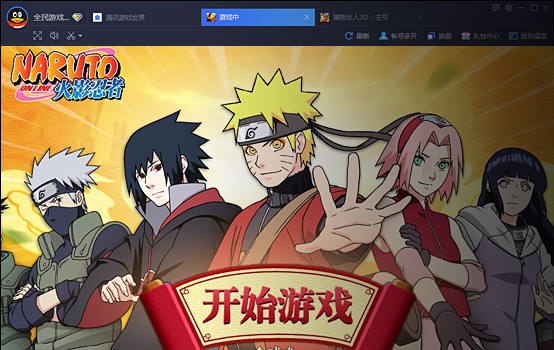 全民游戏...
腾讯游戏世界
游戏中
捕鱼达人3D - 主号
刷新
帐号多开
换服
礼包中心
放到桌面
NARUTO
ONLINE
火影忍者
开始游戏